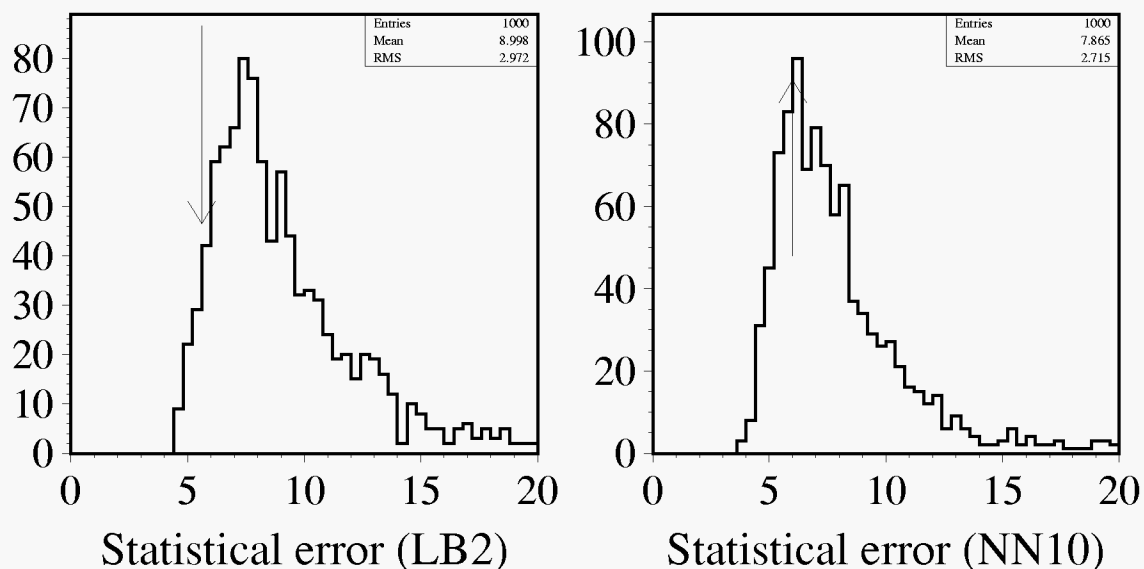 Entries 1000
Mean 8.998
RMS 2.972
80
70
60
50
40
30
20
10
0
0 5 10 15 20
Statistical error (LB2)
Entries 1000
Mean 7.865
RMS 2.715
100
80
60
40
20
0
0 5 10 15 20
Statistical error (NN10)